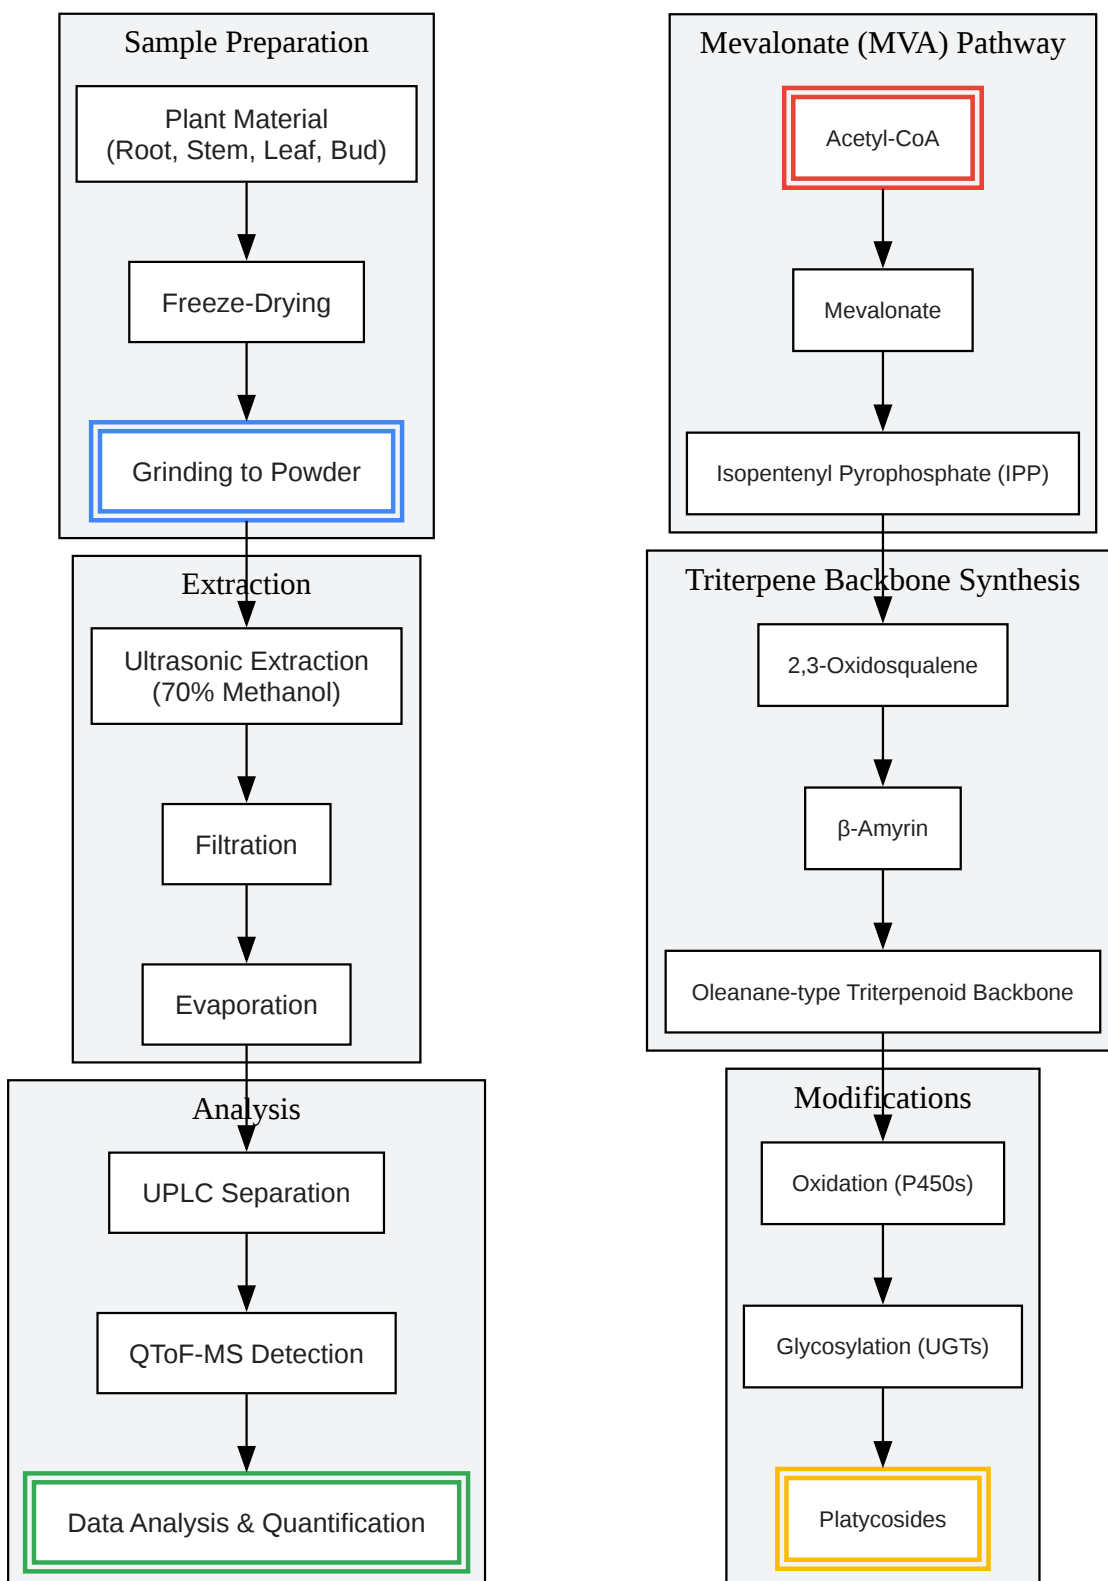 Sample Preparation
Plant Material
(Root, Stem, Leaf, Bud)
Freeze-Drying
Grinding to Powder
Extraction
Ultrasonic Extraction
(70% Methanol)
Filtration
Evaporation
Analysis
UPLC Separation
QToF-MS Detection
Data Analysis & Quantification
Mevalonate (MVA) Pathway
Acetyl-CoA
Mevalonate
Isopentenyl Pyrophosphate (IPP)
Triterpene Backbone Synthesis
2,3-Oxidosqualene
β-Amyrin
Oleanane-type Triterpenoid Backbone
Modifications
Oxidation (P450s)
Glycosylation (UGTs)
Platycosides